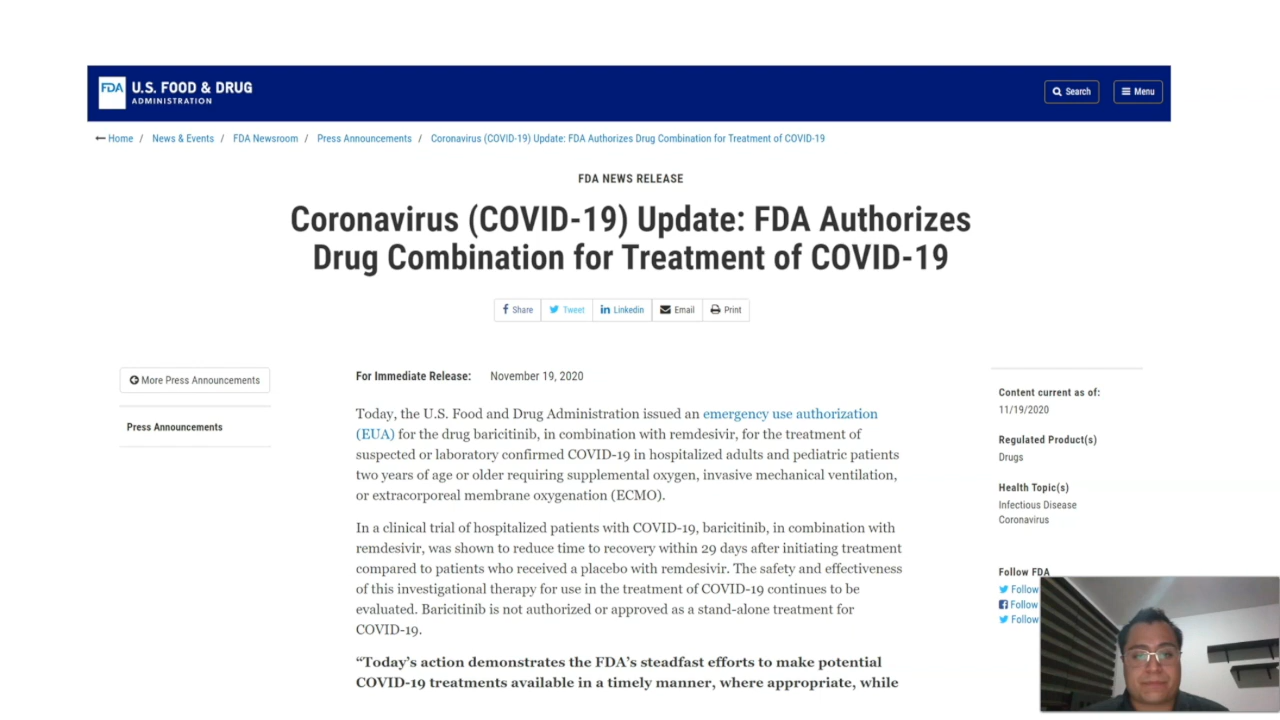 FDA U.S. FOOD & DRUG
ADMINISTRATION
Search
Menu
Home / News & Events / FDA Newsroom / Press Announcements / Coronavirus (COVID-19) Update: FDA Authorizes Drug Combination for Treatment of COVID-19
FDA NEWS RELEASE
Coronavirus (COVID-19) Update: FDA Authorizes
Drug Combination for Treatment of COVID-19
Share
Tweet
Linkedin
Email
Print
More Press Announcements
Press Announcements
For Immediate Release: November 19, 2020
Today, the U.S. Food and Drug Administration issued an emergency use authorization
(EUA) for the drug baricitinib, in combination with remdesivir, for the treatment of
suspected or laboratory confirmed COVID-19 in hospitalized adults and pediatric patients
two years of age or older requiring supplemental oxygen, invasive mechanical ventilation,
or extracorporeal membrane oxygenation (ECMO).
In a clinical trial of hospitalized patients with COVID-19, baricitinib, in combination with
remdesivir, was shown to reduce time to recovery within 29 days after initiating treatment
compared to patients who received a placebo with remdesivir. The safety and effectiveness
of this investigational therapy for use in the treatment of COVID-19 continues to be
evaluated. Baricitinib is not authorized or approved as a stand-alone treatment for
COVID-19.
“Today’s action demonstrates the FDA’s steadfast efforts to make potential
COVID-19 treatments available in a timely manner, where appropriate, while
Content current as of:
11/19/2020
Regulated Product(s)
Drugs
Health Topic(s)
Infectious Disease
Coronavirus
Follow FDA
Follow
Follow
Follow